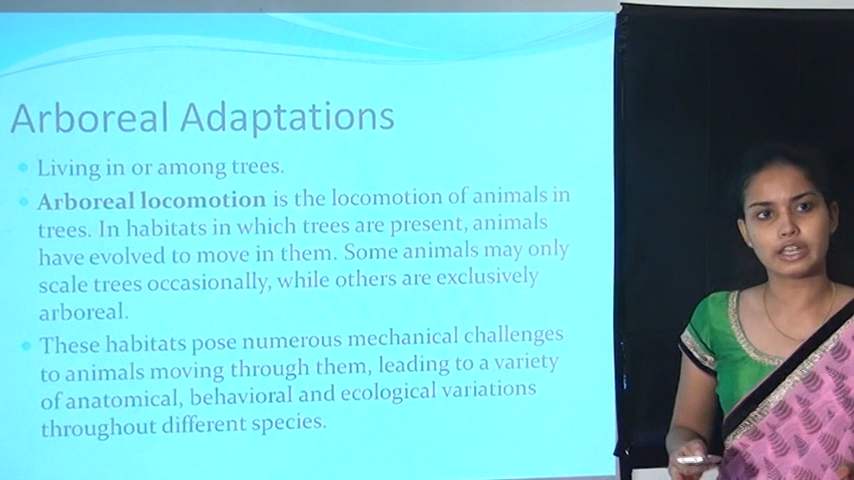 Arboreal Adaptations
Living in or among trees.
Arboreal locomotion is the locomotion of animals in
trees. In habitats in which trees are present, animals
have evolved to move in them. Some animals may only
scale trees occasionally, while others are exclusively
arboreal.
These habitats pose numerous mechanical challenges
to animals moving through them, leading to a variety
of anatomical, behavioral and ecological variations
throughout different species.